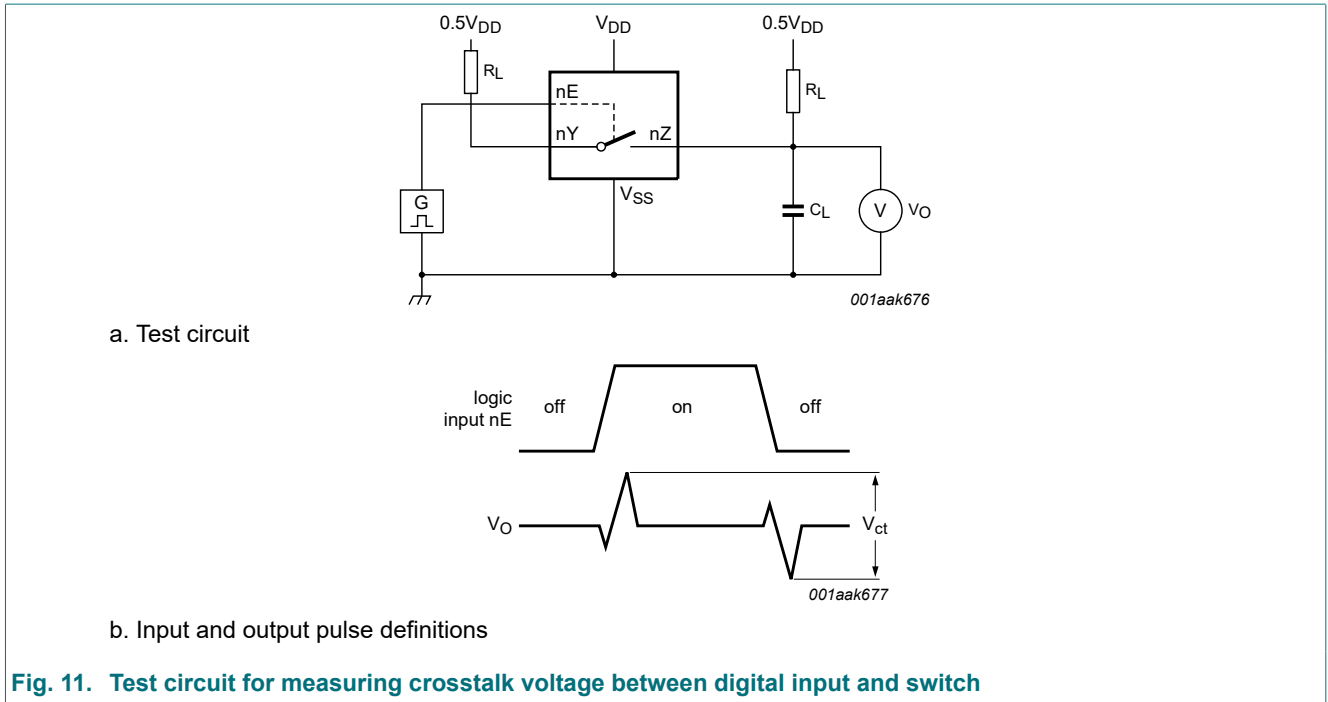 0.5VDD VDD 0.5VDD
RL RL
nE
nY nZ
VSS
G CL V VO
001aak676
a. Test circuit
logic
input nE off on off
VO Vct
001aak677
b. Input and output pulse definitions
Fig. 11. Test circuit for measuring crosstalk voltage between digital input and switch